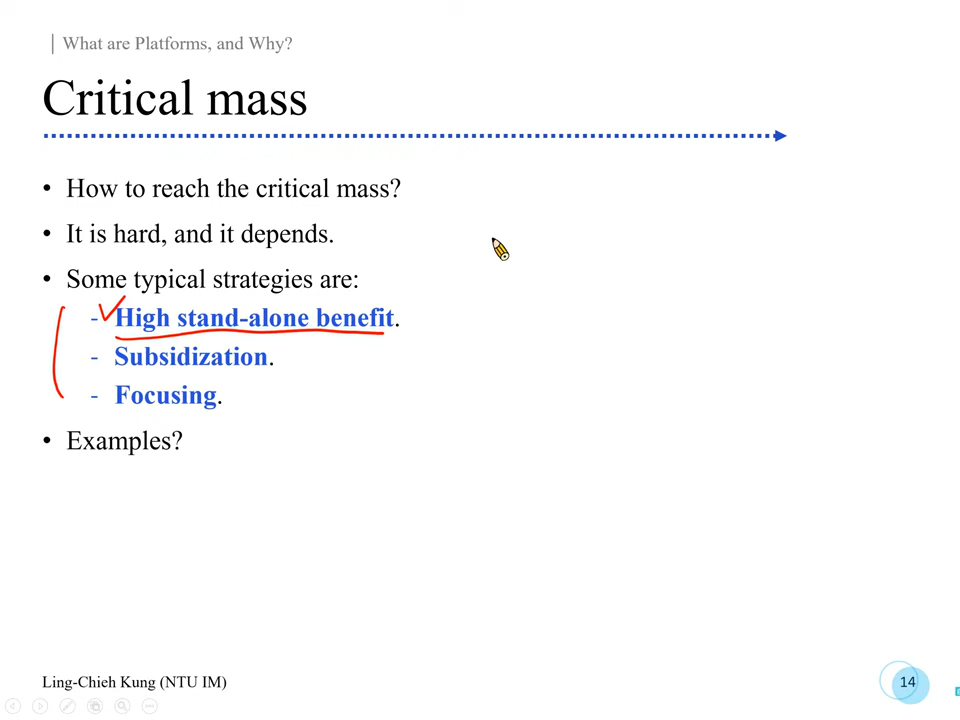 │ What are Platforms, and Why?
Critical mass
• How to reach the critical mass?
• It is hard, and it depends.
• Some typical strategies are:
- High stand-alone benefit.
- Subsidization.
- Focusing.
• Examples?
Ling-Chieh Kung (NTU IM)
14